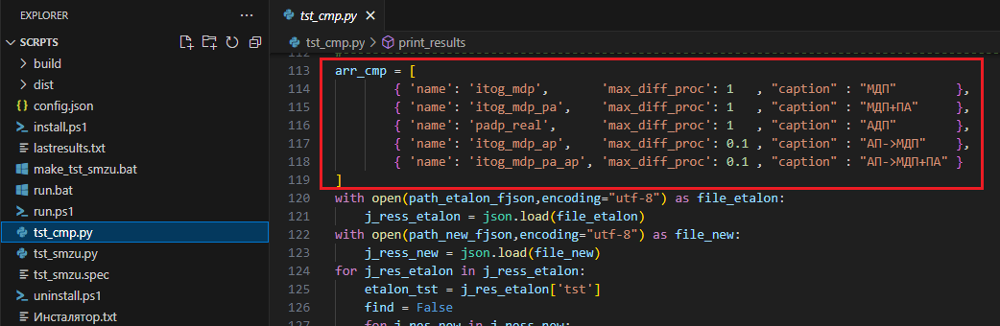 EXPLORER ...
SCRPTS
build
dist
config.json
install.ps1
lastresults.txt
make_tst_smzu.bat
run.bat
run.ps1
tst_cmp.py
tst_smzu.py
tst_smzu.spec
uninstall.ps1
Инсталятор.txt
tst_cmp.py
tst_cmp.py > print_results
112 #
113 arr_cmp = [
114 { 'name': 'itog_mdp', 'max_diff_proc': 1 , "caption" : "МДП" },
115 { 'name': 'itog_mdp_pa', 'max_diff_proc': 1 , "caption" : "МДП+ПА" },
116 { 'name': 'padp_real', 'max_diff_proc': 1 , "caption" : "АДП" },
117 { 'name': 'itog_mdp_ap', 'max_diff_proc': 0.1 , "caption" : "АП->МДП" },
118 { 'name': 'itog_mdp_pa_ap', 'max_diff_proc': 0.1 , "caption" : "АП->МДП+ПА" }
119 ]
120 with open(path_etalon_fjson,encoding="utf-8") as file_etalon:
121 j_ress_etalon = json.load(file_etalon)
122 with open(path_new_fjson,encoding="utf-8") as file_new:
123 j_ress_new = json.load(file_new)
124 for j_res_etalon in j_ress_etalon:
125 etalon_tst = j_res_etalon['tst']
126 find = False
127 for j_res_new in j_ress_new: